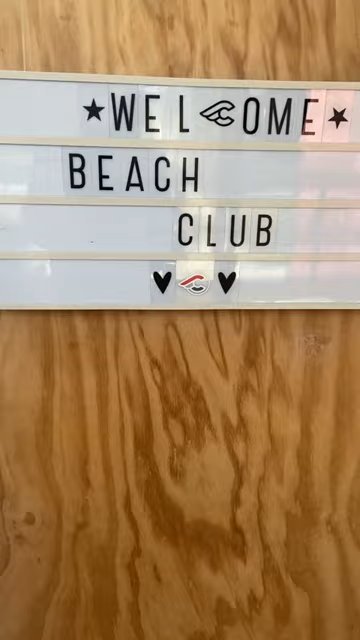 ★WELCOME★
BEACH
CLUB
♥ C ♥